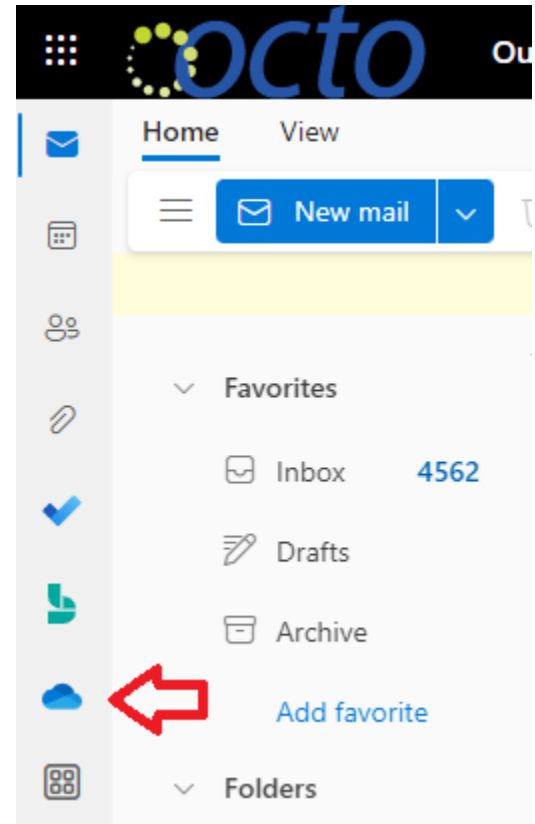 octo Ou
Home View
New mail
Favorites
Inbox 4562
Drafts
Archive
Add favorite
Folders